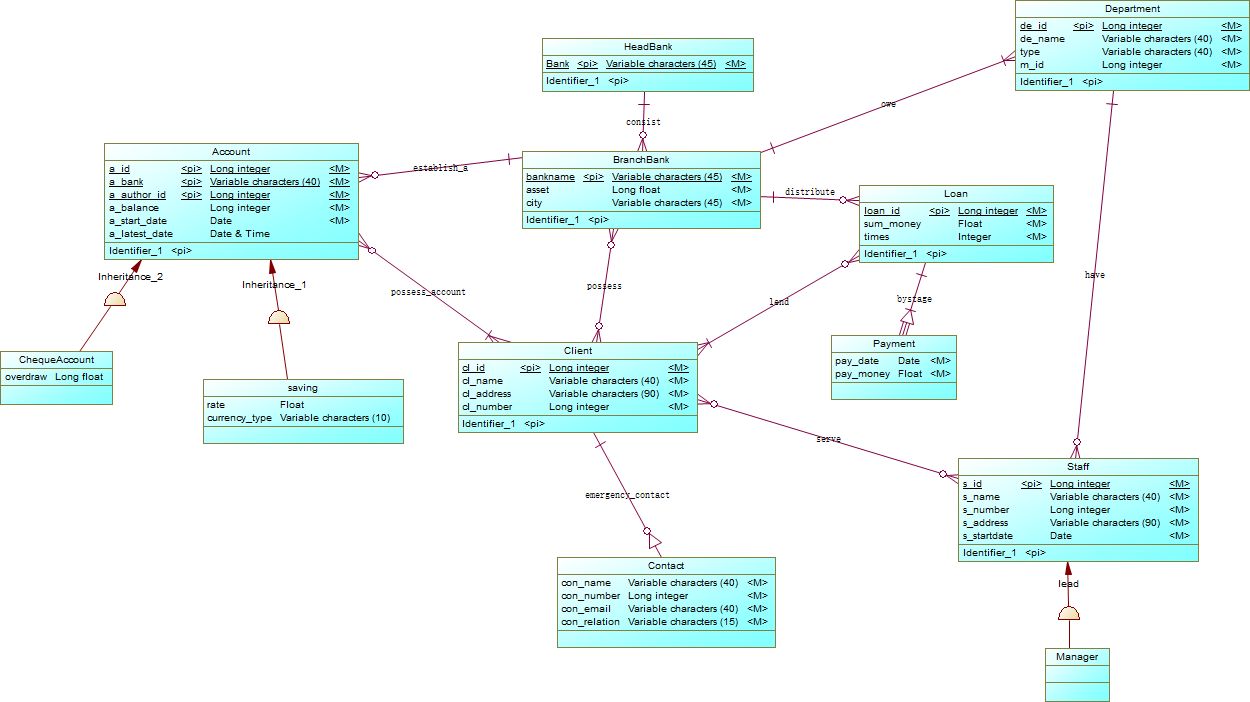 Department
de_id <pi> Long integer <M>
de_name Variable characters (40) <M>
type Variable characters (40) <M>
m_id Long integer <M>
Identifier_1 <pi>
HeadBank
Bank <pi> Variable characters (45) <M>
Identifier_1 <pi>
owe
consist
Account
a_id <pi> Long integer <M>
a_bank <pi> Variable characters (40) <M>
a_author_id <pi> Long integer <M>
a_balance Long integer <M>
a_start_date Date <M>
a_latest_date Date & Time
Identifier_1 <pi>
establish_a
BranchBank
bankname <pi> Variable characters (45) <M>
asset Long float <M>
city Variable characters (45) <M>
Identifier_1 <pi>
distribute
Loan
loan_id <pi> Long integer <M>
sum_money Float <M>
times Integer <M>
Identifier_1 <pi>
Inheritance_2
Inheritance_1
possess_account
possess
lend
bystage
have
ChequeAccount
overdraw Long float
saving
rate Float
currency_type Variable characters (10)
Client
cl_id <pi> Long integer <M>
cl_name Variable characters (40) <M>
cl_address Variable characters (90) <M>
cl_number Long integer <M>
Identifier_1 <pi>
Payment
pay_date Date <M>
pay_money Float <M>
serve
emergency_contact
Staff
s_id <pi> Long integer <M>
s_name Variable characters (40) <M>
s_number Long integer <M>
s_address Variable characters (90) <M>
s_startdate Date <M>
Identifier_1 <pi>
Contact
con_name Variable characters (40) <M>
con_number Long integer <M>
con_email Variable characters (40) <M>
con_relation Variable characters (15) <M>
lead
Manager